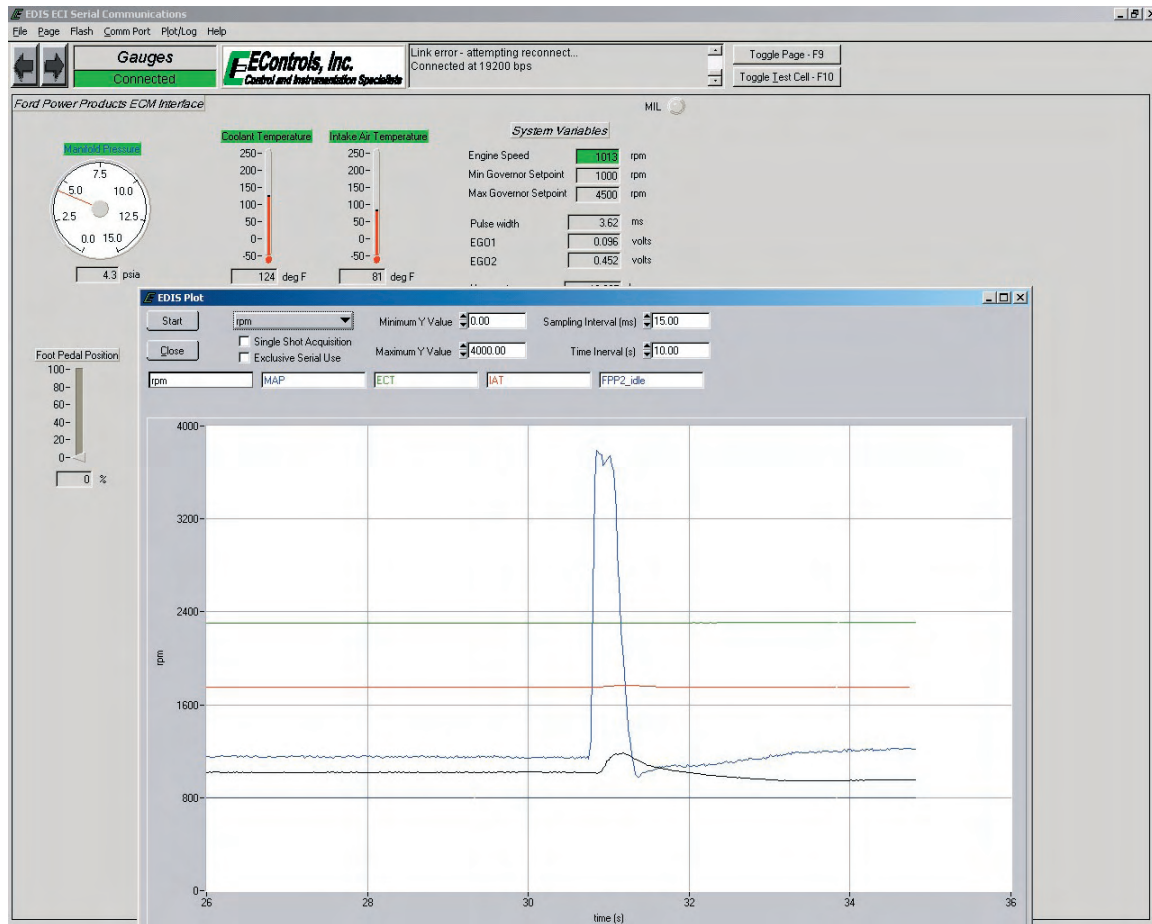 EDIS ECI Serial Communications
File Page Flash Comm Port Plot/Log Help
Gauges
Connected
EControls, Inc.
Control and Instrumentation Specialists
Link error - attempting reconnect...
Connected at 19200 bps
Toggle Page - F9
Toggle Test Cell - F10
Ford Power Products ECM Interface
MIL
Manifold Pressure
7.5
5.0 10.0
2.5 12.5
0.0 15.0
4.3 psia
Coolant Temperature
250
200
150
100
50
0
-50
124 deg F
Intake Air Temperature
250
200
150
100
50
0
-50
81 deg F
System Variables
Engine Speed 1013 rpm
Min Governor Setpoint 1000 rpm
Max Governor Setpoint 4500 rpm
Pulse width 3.62 ms
EGO1 0.096 volts
EGO2 0.452 volts
Foot Pedal Position
100
80
60
40
20
0
0 %
EDIS Plot
Start rpm Minimum Y Value 0.00 Sampling Interval (ms) 15.00
Single Shot Acquisition
Close Exclusive Serial Use Maximum Y Value 4000.00 Time Inerval (s) 10.00
rpm MAP ECT IAT FPP2_idle
4000
3200
2400
1600
800
0
rpm
26 28 30 32 34 36
time (s)